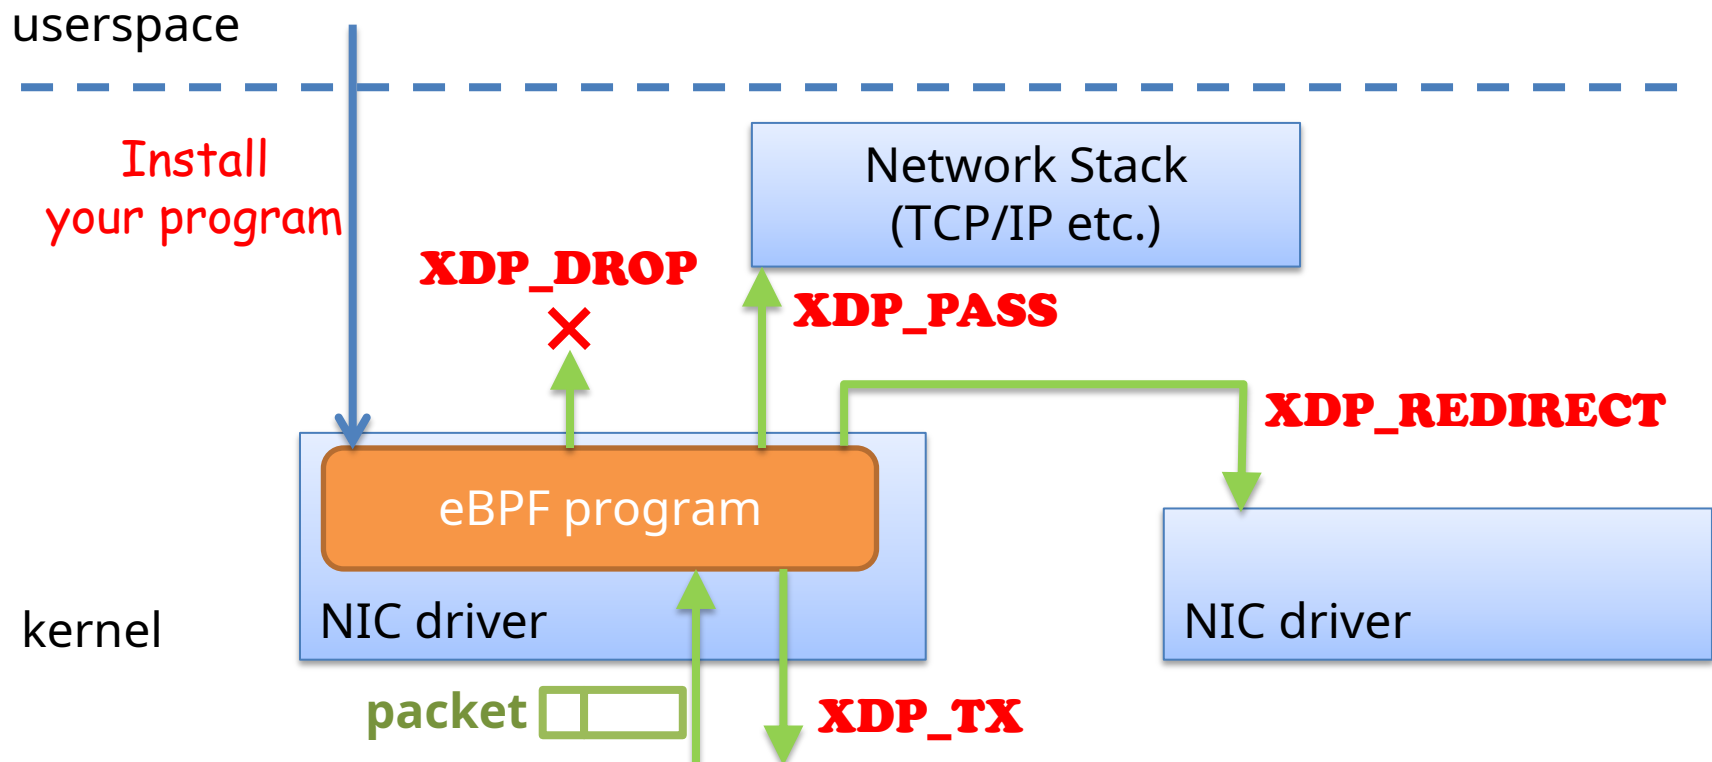 userspace
Install
your program
Network Stack
(TCP/IP etc.)
XDP_DROP
XDP_PASS
XDP_REDIRECT
eBPF program
NIC driver
NIC driver
kernel
packet
XDP_TX